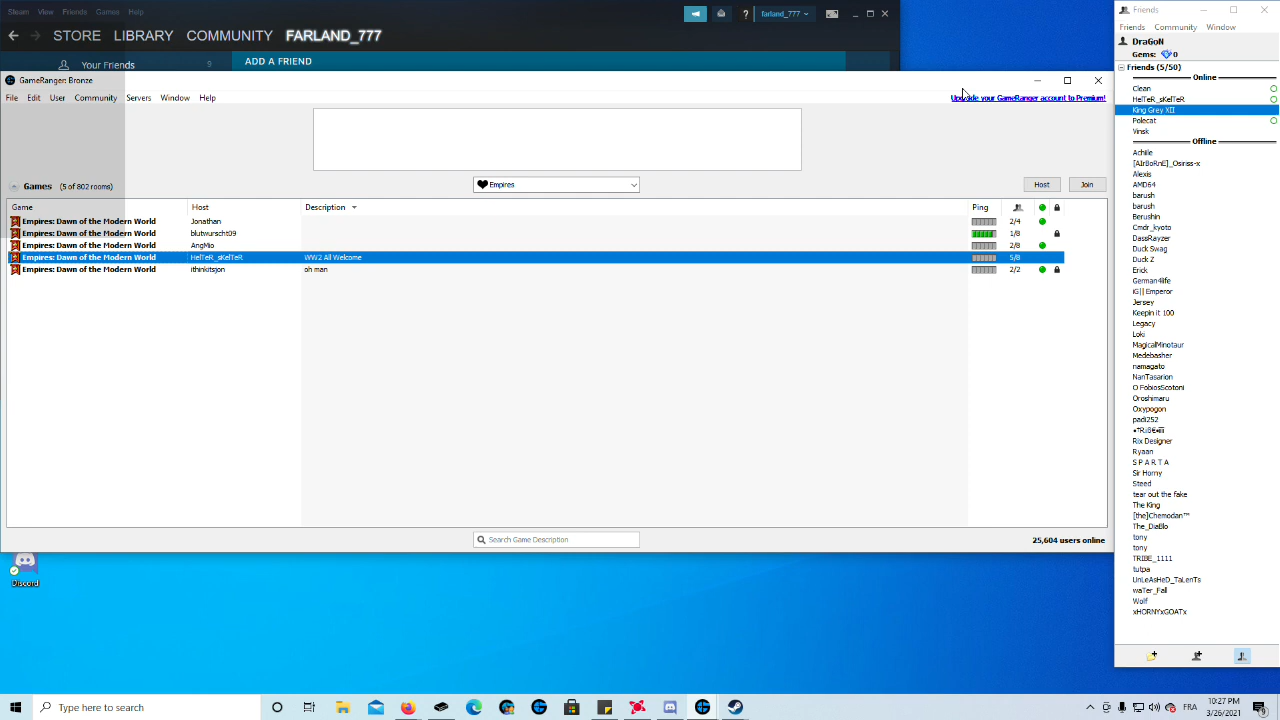 Steam View Friends Games Help
farland_777
STORE LIBRARY COMMUNITY FARLAND_777
Your Friends 9
ADD A FRIEND
GameRanger: Bronze
File Edit User Community Servers Window Help
Upgrade your GameRanger account to Premium!
Empires
Games (5 of 802 rooms)
Host Join
Game Host Description Ping
Empires: Dawn of the Modern World Jonathan 2/4
Empires: Dawn of the Modern World blutwurscht09 1/8
Empires: Dawn of the Modern World AngMio 2/8
Empires: Dawn of the Modern World HelTeR_sKelTeR WW2 All Welcome 5/8
Empires: Dawn of the Modern World ithinkitsjon oh man 2/2
Search Game Description
25,604 users online
Discord
Friends
Friends Community Window
DraGoN
Gems: 0
Friends (5/50)
Online
Clean
HelTeR_sKelTeR
King Grey XII
Polecat
Vinsk
Offline
Achile
[AIrBoRnE]_Osiriss-x
Alexis
AMD64
barush
barush
Berushin
Cmdr_kyoto
DassRayzer
Duck Swag
Duck Z
Erick
German4life
iG|| Emperor
Jersey
Keepin it 100
Legacy
Loki
MagicalMinotaur
Medebasher
namagato
NanTasarion
O FobiosScotoni
Oroshimaru
Oxypogon
padi252
Rix Designer
Ryaan
S P A R T A
Sir Horny
Steed
tear out the fake
The King
[the]Chemodan™
The_DiaBlo
tony
tony
TRIBE_1111
tutpa
UnLeAsHeD_TaLenTs
waTer_Fall
Wolf
xHORNYxGOATx
Type here to search
FRA
10:27 PM
3/26/2021
9